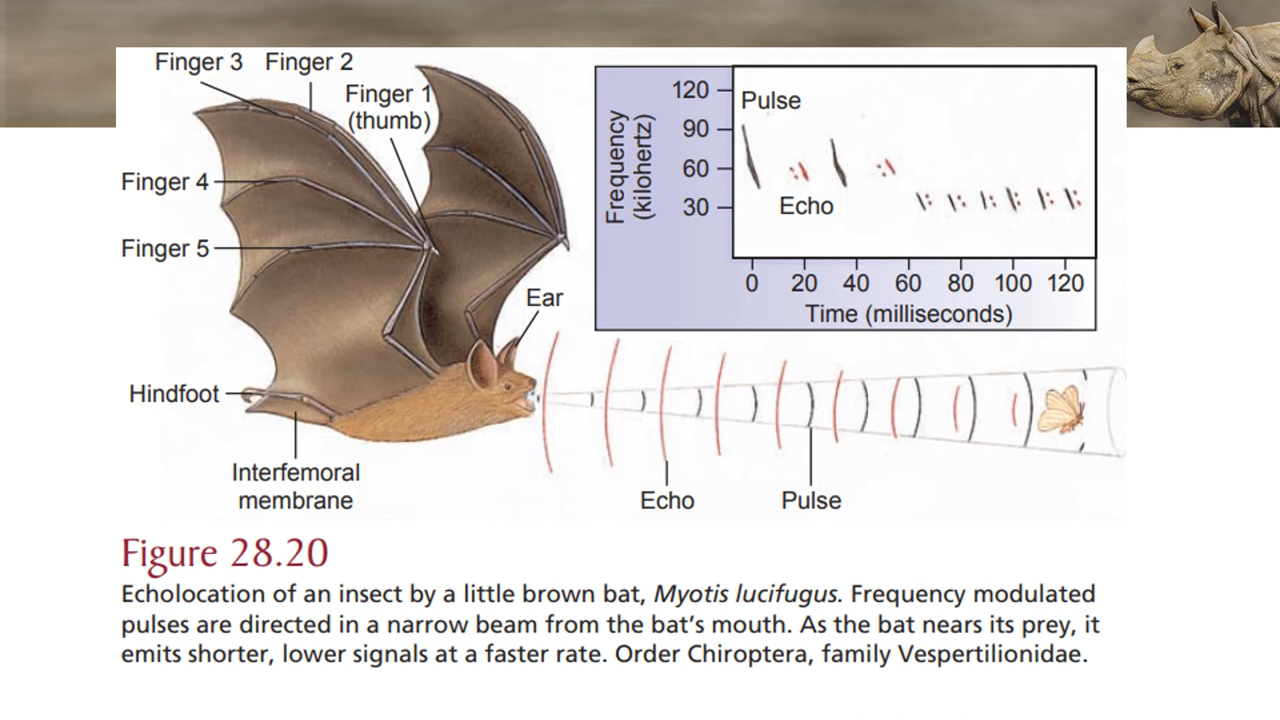 Finger 3 Finger 2
Finger 1
(thumb)
Finger 4
Finger 5
Ear
Hindfoot
Interfemoral
membrane
Echo
Pulse
Frequency
(kilohertz)
120
90
60
30
Pulse
Echo
0 20 40 60 80 100 120
Time (milliseconds)
Figure 28.20
Echolocation of an insect by a little brown bat, Myotis lucifugus. Frequency modulated
pulses are directed in a narrow beam from the bat's mouth. As the bat nears its prey, it
emits shorter, lower signals at a faster rate. Order Chiroptera, family Vespertilionidae.